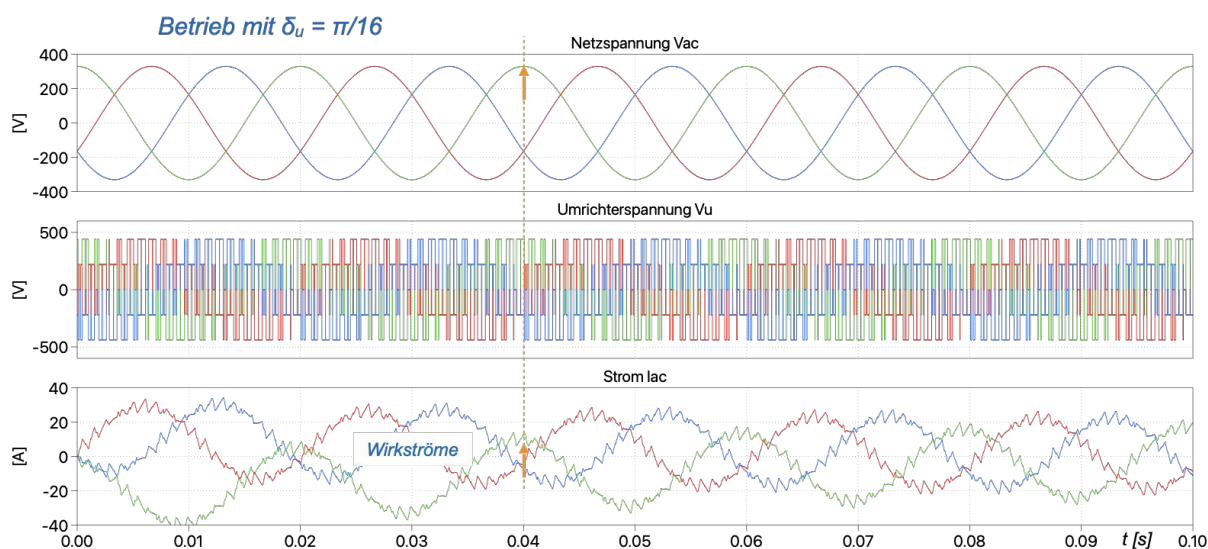 Betrieb mit δu = π/16
Netzspannung Vac
400
200
0
-200
-400
[V]
Umrichterspannung Vu
500
0
-500
[V]
Strom Iac
40
20
0
-20
-40
[A]
Wirkströme
0.00 0.01 0.02 0.03 0.04 0.05 0.06 0.07 0.08 0.09 0.10
t [s]